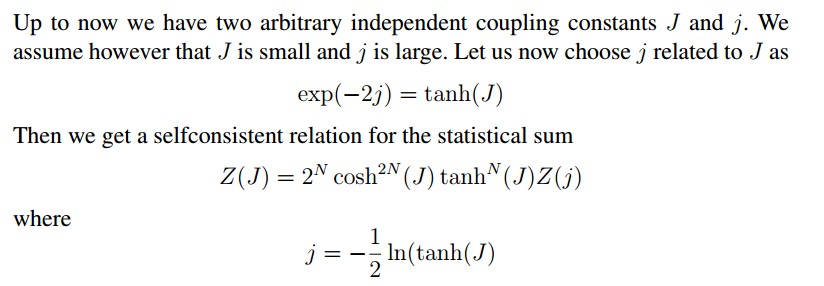 Up to now we have two arbitrary independent coupling constants J and j. We
assume however that J is small and j is large. Let us now choose j related to J as
exp(−2j) = tanh(J)
Then we get a selfconsistent relation for the statistical sum
Z(J) = 2^N cosh^{2N}(J) tanh^N(J)Z(j)
where
j = −\frac{1}{2} ln(tanh(J)